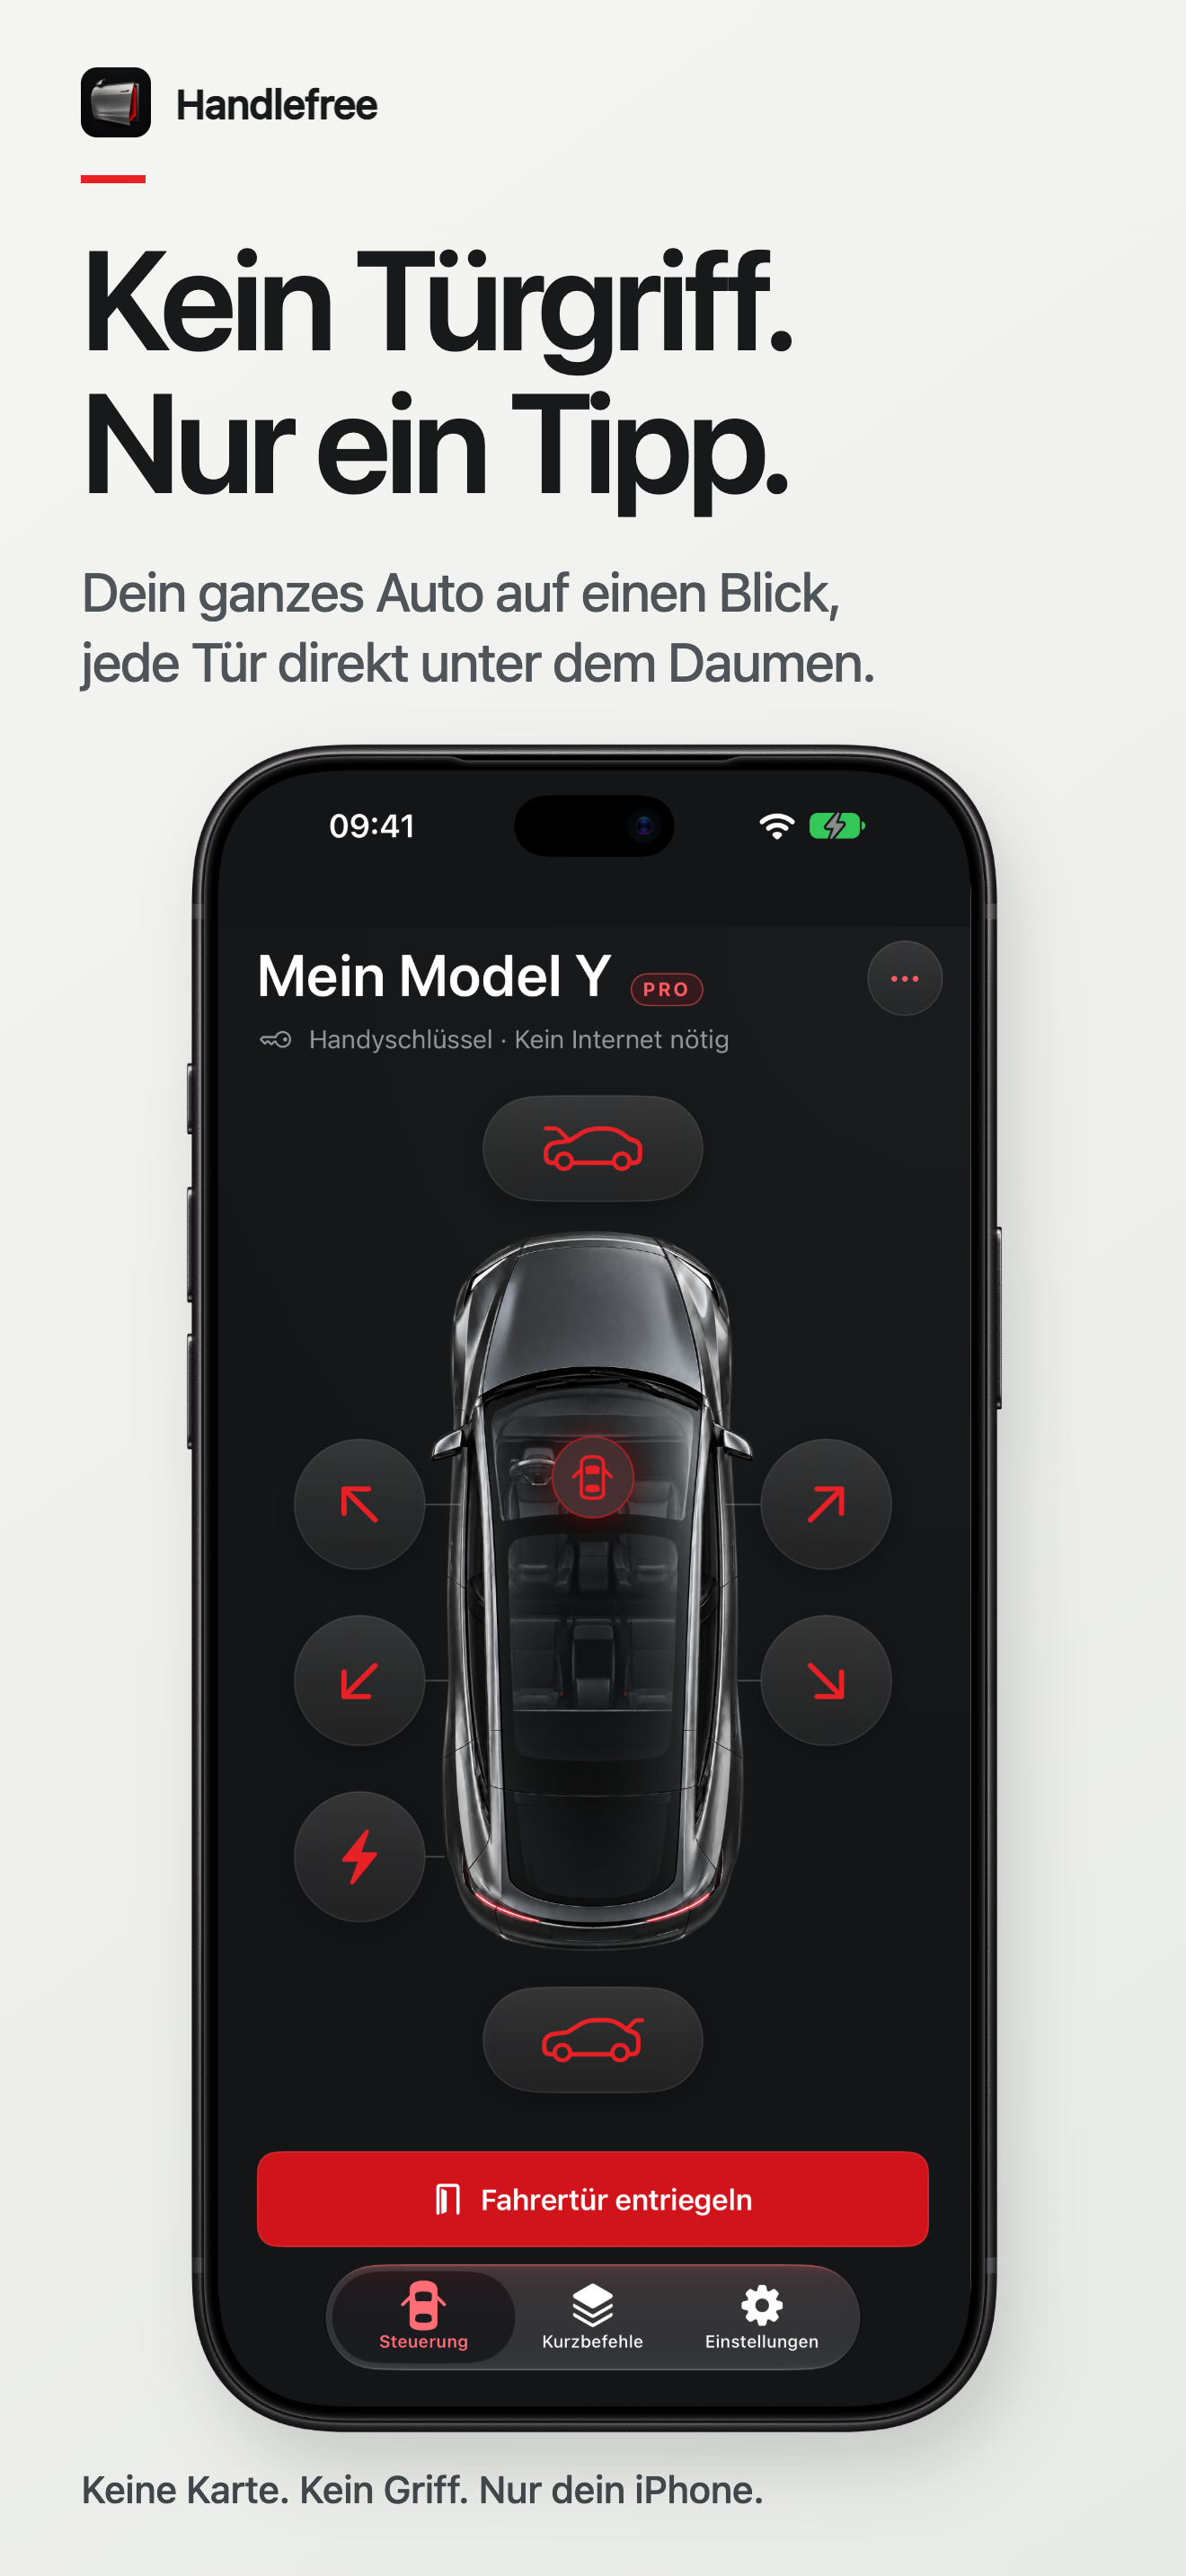 Handlefree
Kein Türgriff.
Nur ein Tipp.
Dein ganzes Auto auf einen Blick,
jede Tür direkt unter dem Daumen.
09:41
Mein Model Y PRO
Handyschlüssel · Kein Internet nötig
Fahrertür entriegeln
Steuerung Kurzbefehle Einstellungen
Keine Karte. Kein Griff. Nur dein iPhone.